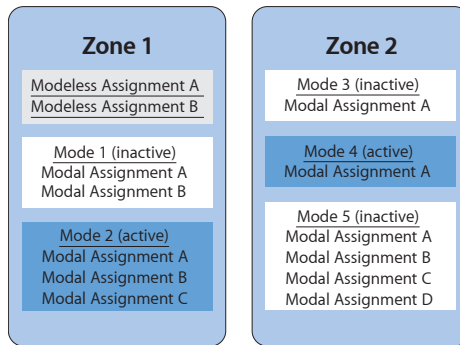 Zone 1
Modeless Assignment A
Modeless Assignment B
Mode 1 (inactive)
Modal Assignment A
Modal Assignment B
Mode 2 (active)
Modal Assignment A
Modal Assignment B
Modal Assignment C
Zone 2
Mode 3 (inactive)
Modal Assignment A
Mode 4 (active)
Modal Assignment A
Mode 5 (inactive)
Modal Assignment A
Modal Assignment B
Modal Assignment C
Modal Assignment D